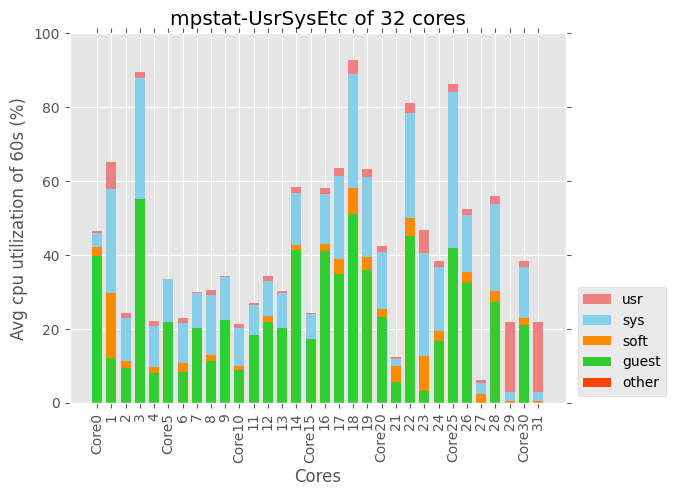 mpstat-UsrSysEtc of 32 cores
100
80
60
40
20
0
Avg cpu utilization of 60s (%)
Core0
1
2
3
4
Core5
6
7
8
9
Core10
11
12
13
14
Core15
16
17
18
19
Core20
21
22
23
24
Core25
26
27
28
29
Core30
31
Cores
usr
sys
soft
guest
other